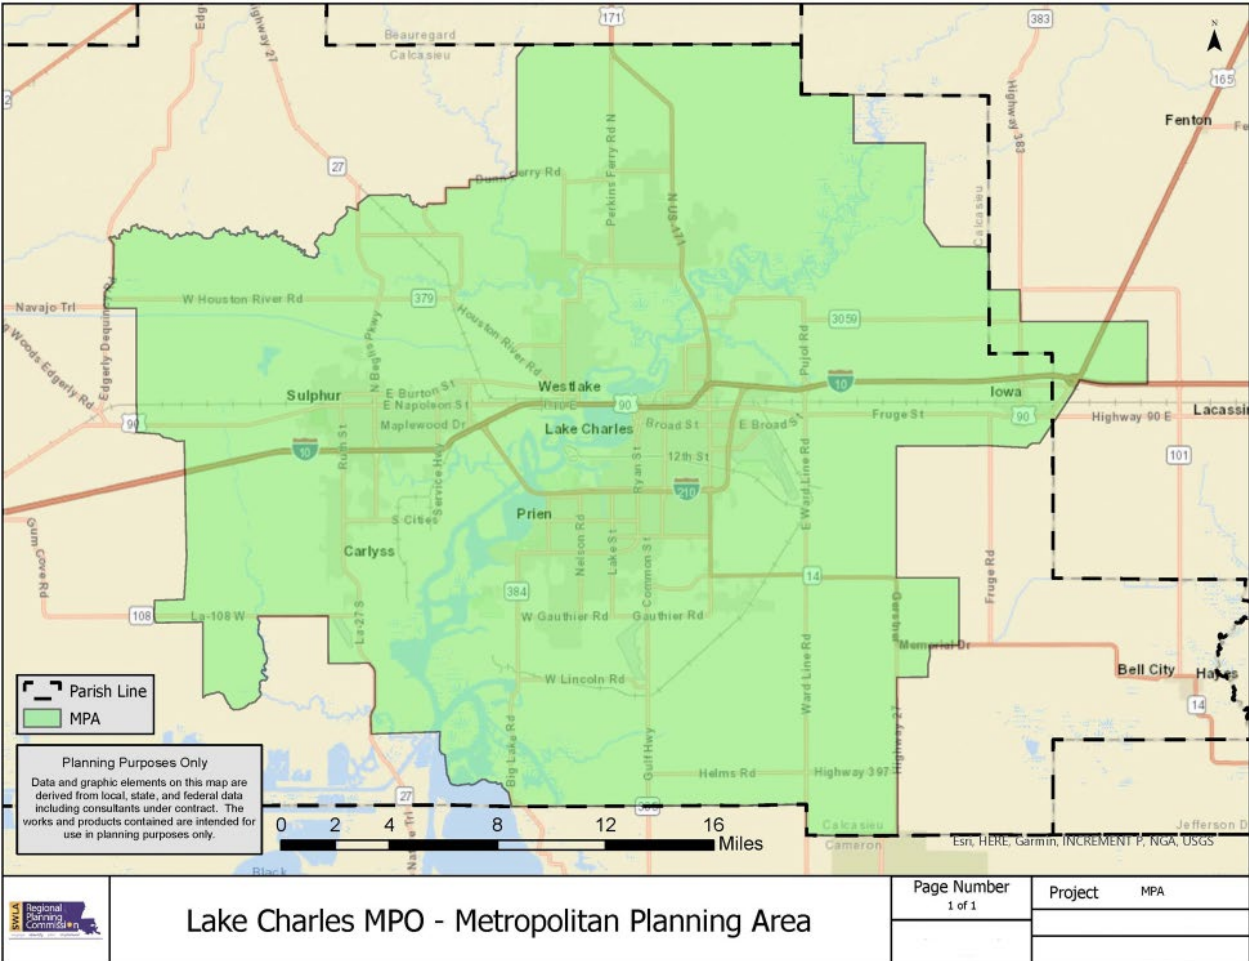 171
383
Beauregard
Calcasieu
Highway 27
N
165
Highway 383
Fenton
27
Dunn Ferry Rd
Perkins Ferry Rd N
N US-171
Calcasieu
Navajo Trl
W Houston River Rd
379
3059
Edgerly Dequincy Rd
g Woods Edgerly Rd
N Beglis Pkwy
Houston River Rd
Pujol Rd
10
Sulphur
E Burton St
E Napoleon St
Maplewood Dr
Westlake
90
Iowa
Lake Charles
Broad St
E Broad St
Fruge St
90
Highway 90 E
Lacassin
90
10
Ruth St
Service Hwy
Ryan St
12th St
210
E Ward Line Rd
101
Prien
S Cities
Nelson Rd
Lake St
Common St
Carlyss
Gum Cove Rd
384
14
Fruge Rd
108
La-108 W
La-27 S
W Gauthier Rd
Gauthier Rd
Memorial Dr
Ward Line Rd
Bell City
Hayes
14
W Lincoln Rd
Big Lake Rd
Gulf Hwy
Highway 27
Helms Rd
Highway 397
27
Calcasieu
Cameron
Jefferson D
Black
Parish Line
MPA
Planning Purposes Only
Data and graphic elements on this map are
derived from local, state, and federal data
including consultants under contract. The
works and products contained are intended for
use in planning purposes only.
0 2 4 8 12 16
Miles
Esri, HERE, Garmin, INCREMENT P, NGA, USGS
SWLA
Regional
Planning
Commission
Lake Charles MPO - Metropolitan Planning Area
Page Number
1 of 1
Project MPA